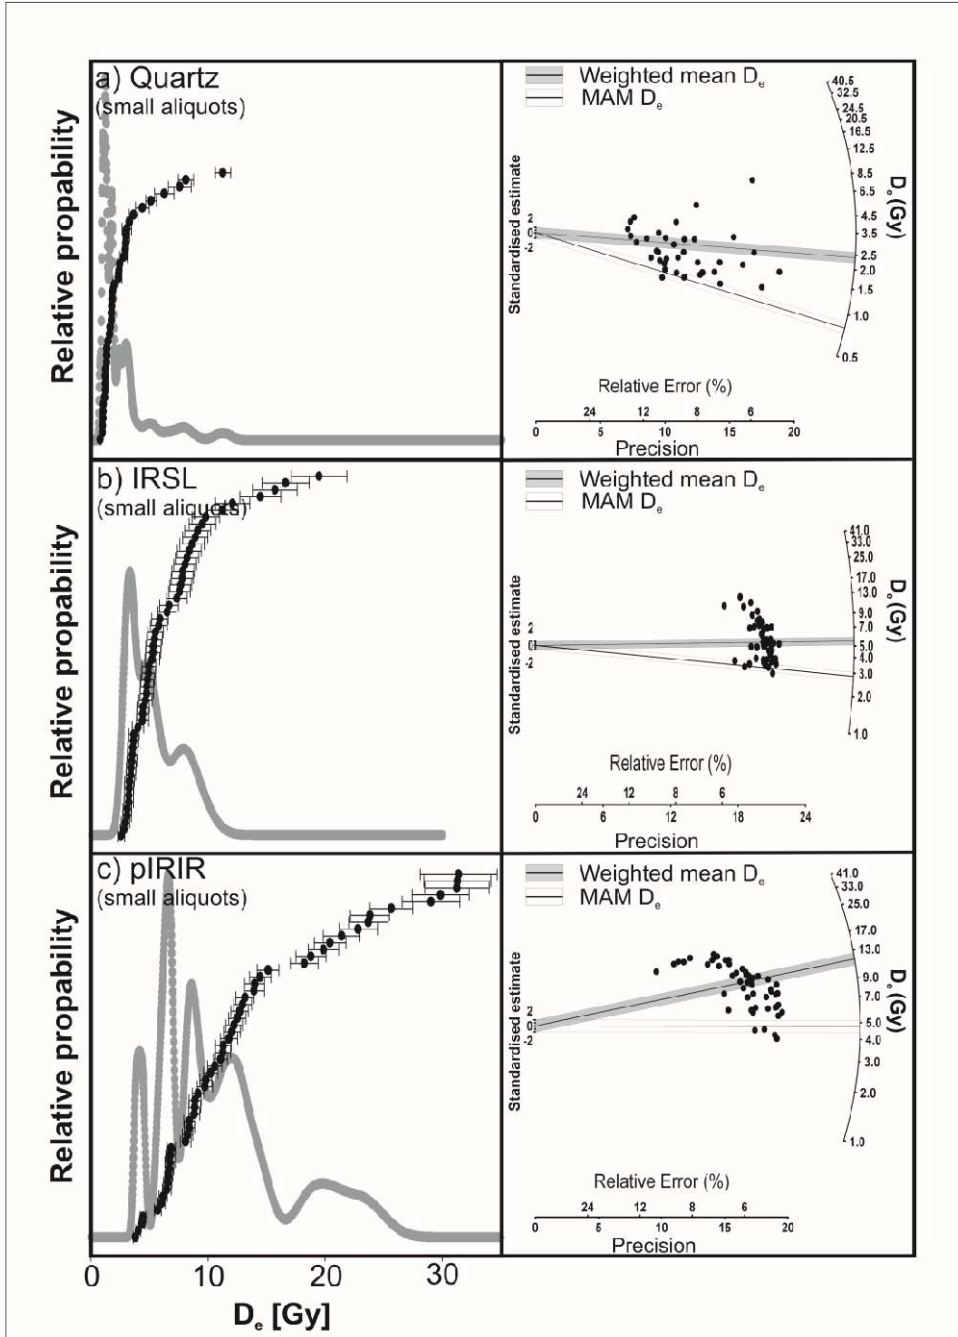 a) Quartz
(small aliquots)
Relative propability
Weighted mean De
MAM De
Standardised estimate
2
0
-2
40.5
32.5
24.5
20.5
16.5
12.5
8.5
6.5
4.5
3.5
2.5
2.0
1.5
1.0
0.5
De (Gy)
Relative Error (%)
24 12 8 6
0 5 10 15 20
Precision
b) IRSL
(small aliquots)
Relative propability
Weighted mean De
MAM De
Standardised estimate
2
0
-2
41.0
33.0
25.0
17.0
13.0
9.0
7.0
5.0
4.0
3.0
2.0
1.0
De (Gy)
Relative Error (%)
24 12 8 6
0 6 12 18 24
Precision
c) pIRIR
(small aliquots)
Relative propability
Weighted mean De
MAM De
Standardised estimate
2
0
-2
41.0
33.0
25.0
17.0
13.0
9.0
7.0
5.0
4.0
3.0
2.0
1.0
De (Gy)
Relative Error (%)
24 12 8 6
0 5 10 15 20
Precision
0 10 20 30
De [Gy]